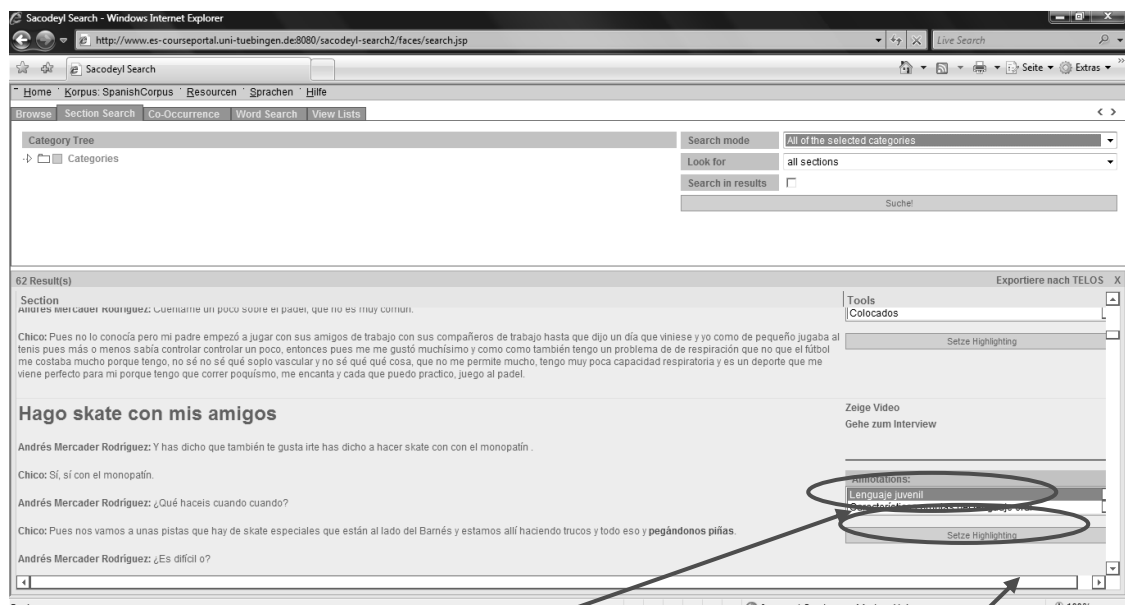 Sacodeyl Search - Windows Internet Explorer
http://www.es-courseportal.uni-tuebingen.de:8080/sacodeyl-search2/faces/search.jsp
Live Search
Sacodeyl Search
Seite
Extras
Home Korpus: SpanishCorpus Resourcen Sprachen Hilfe
Browse Section Search Co-Occurrence Word Search View Lists
Category Tree
Categories
Search mode All of the selected categories
Look for all sections
Search in results
Suche!
62 Result(s)
Exportiere nach TELOS X
Section
Tools
Andrés Mercader Rodríguez: Cuéntame un poco sobre el padel, que no es muy común.
Colocados
Chico: Pues no lo conocía pero mi padre empezó a jugar con sus amigos de trabajo con sus compañeros de trabajo hasta que dijo un día que viniese y yo como de pequeño jugaba al
tenis pues más o menos sabía controlar controlar un poco, entonces pues me me gustó muchísimo y como como también tengo un problema de de respiración que no que el fútbol
me costaba mucho porque tengo, no sé no sé qué soplo vascular y no sé qué qué cosa, que no me permite mucho, tengo muy poca capacidad respiratoria y es un deporte que me
viene perfecto para mi porque tengo que correr poquísmo, me encanta y cada que puedo practico, juego al padel.
Setze Highlighting
Hago skate con mis amigos
Zeige Video
Gehe zum Interview
Andrés Mercader Rodríguez: Y has dicho que también te gusta irte has dicho a hacer skate con con el monopatín .
Chico: Sí, sí con el monopatín.
Annotations:
Lenguaje juvenil
Andrés Mercader Rodríguez: ¿Qué haceis cuando cuando?
Chico: Pues nos vamos a unas pistas que hay de skate especiales que están al lado del Barnés y estamos allí haciendo trucos y todo eso y pegándonos piñas.
Setze Highlighting
Andrés Mercader Rodríguez: ¿Es difícil o?